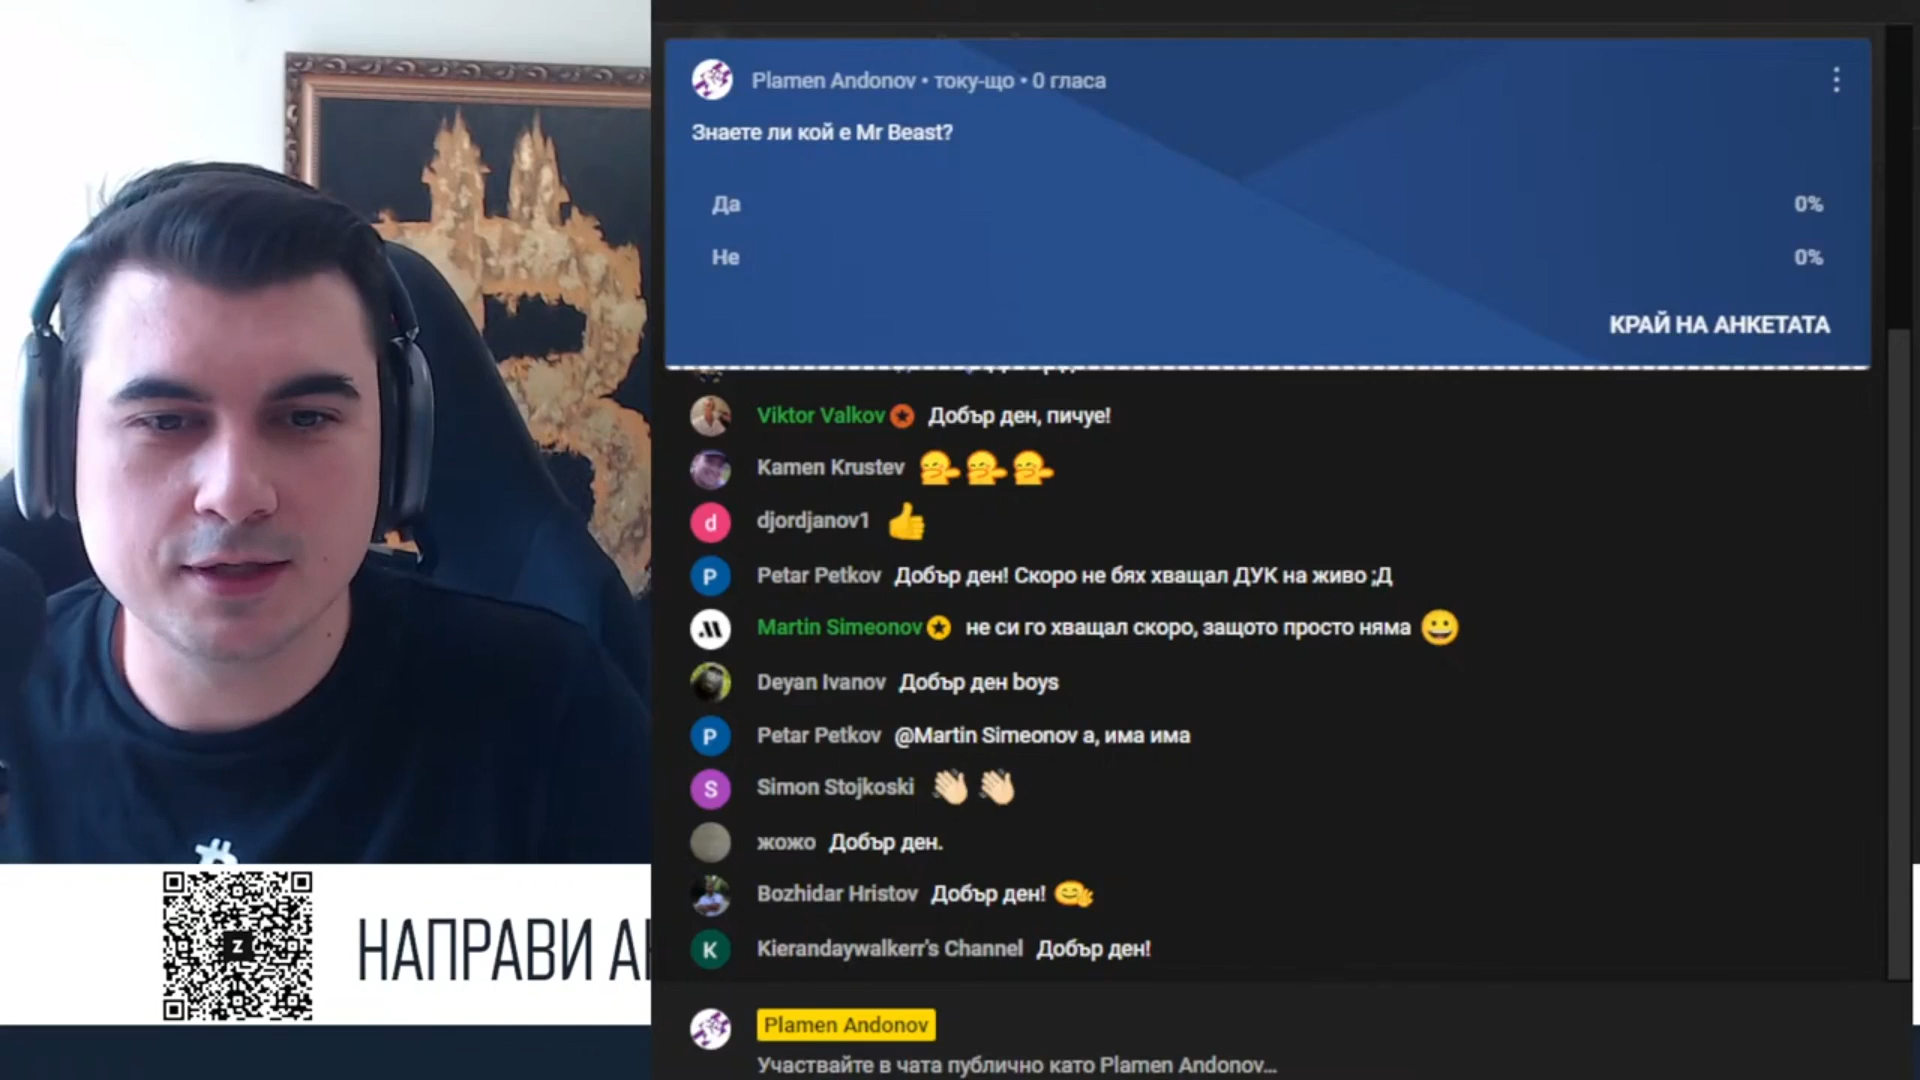 Plamen Andonov • току-що • 0 гласа
Знаете ли кой е Mr Beast?
Да 0%
Не 0%
КРАЙ НА АНКЕТАТА
Viktor Valkov Добър ден, пичуе!
Kamen Krustev
djordjanov1
Petar Petkov Добър ден! Скоро не бях хващал ДУК на живо ;Д
Martin Simeonov не си го хващал скоро, защото просто няма
Deyan Ivanov Добър ден boys
Petar Petkov @Martin Simeonov а, има има
Simon Stojkoski
жожо Добър ден.
Bozhidar Hristov Добър ден!
Kierandaywalkerr's Channel Добър ден!
Plamen Andonov
Участвайте в чата публично като Plamen Andonov...
НАПРАВИ